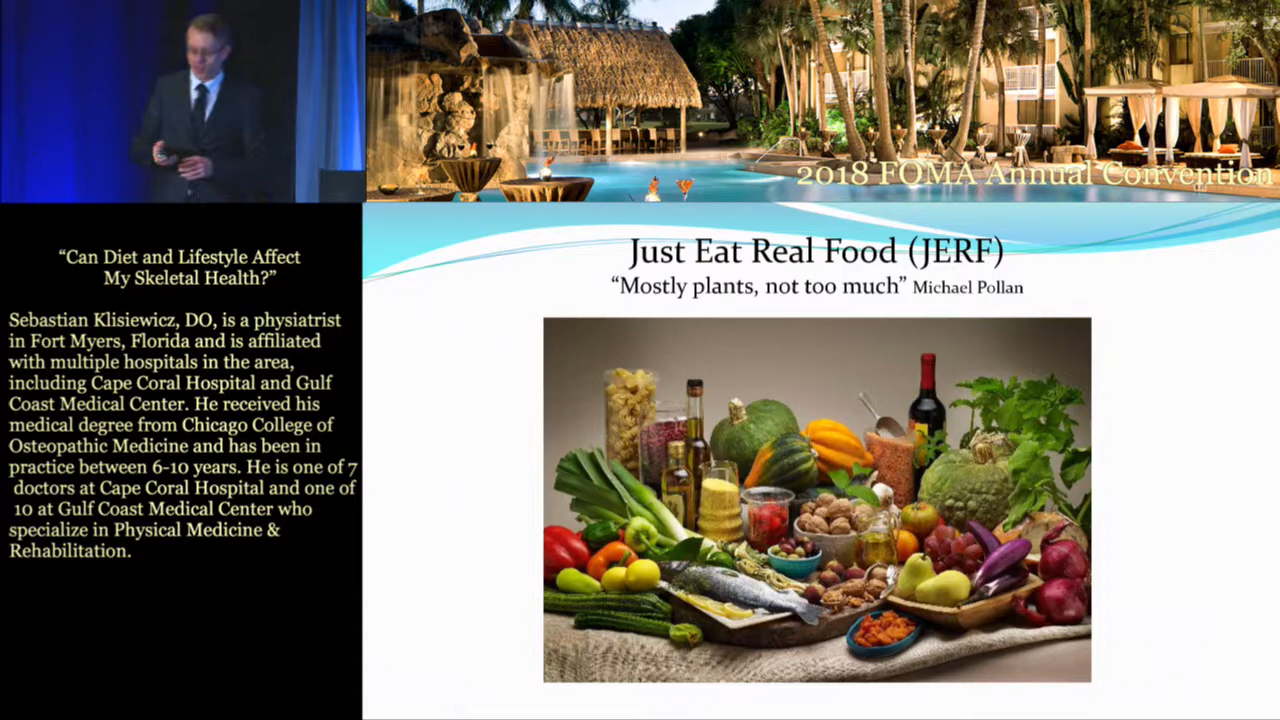 2018 FOMA Annual Convention
“Can Diet and Lifestyle Affect
My Skeletal Health?”
Sebastian Klisiewicz, DO, is a physiatrist
in Fort Myers, Florida and is affiliated
with multiple hospitals in the area,
including Cape Coral Hospital and Gulf
Coast Medical Center. He received his
medical degree from Chicago College of
Osteopathic Medicine and has been in
practice between 6-10 years. He is one of 7
doctors at Cape Coral Hospital and one of
10 at Gulf Coast Medical Center who
specialize in Physical Medicine &
Rehabilitation.
Just Eat Real Food (JERF)
“Mostly plants, not too much” Michael Pollan